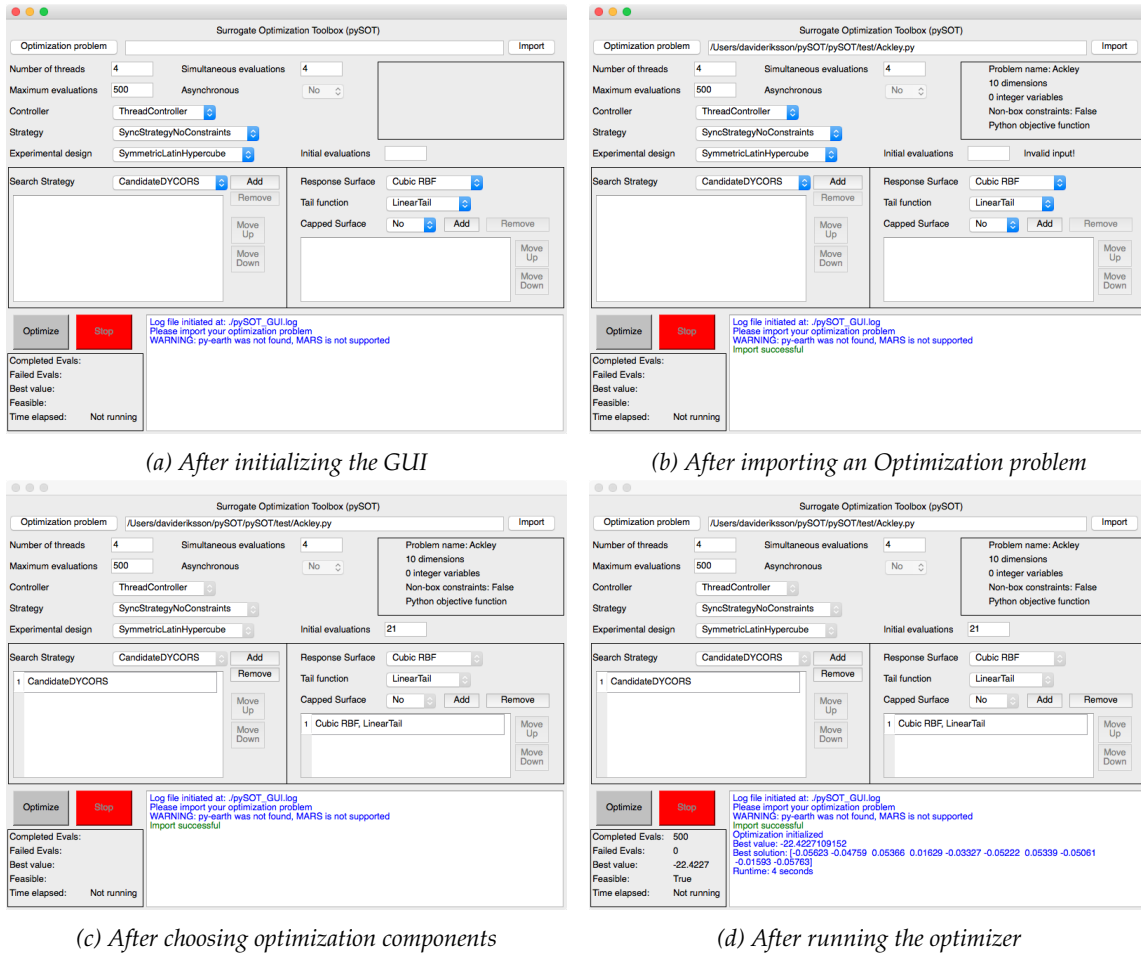 Surrogate Optimization Toolbox (pySOT)
Optimization problem Import
Number of threads 4 Simultaneous evaluations 4
Maximum evaluations 500 Asynchronous No
Controller ThreadController
Strategy SyncStrategyNoConstraints
Experimental design SymmetricLatinHypercube Initial evaluations
Search Strategy CandidateDYCORS Add Response Surface Cubic RBF
Remove Tail function LinearTail
Capped Surface No Add Remove
Move Up
Move Down
Move Up
Move Down
Optimize Stop
Log file initiated at: ./pySOT_GUI.log
Please import your optimization problem
WARNING: py-earth was not found, MARS is not supported
Completed Evals:
Failed Evals:
Best value:
Feasible:
Time elapsed: Not running
(a) After initializing the GUI
Surrogate Optimization Toolbox (pySOT)
Optimization problem /Users/davideriksson/pySOT/pySOT/test/Ackley.py Import
Number of threads 4 Simultaneous evaluations 4 Problem name: Ackley
10 dimensions
Maximum evaluations 500 Asynchronous No 0 integer variables
Controller ThreadController Non-box constraints: False
Python objective function
Strategy SyncStrategyNoConstraints
Experimental design SymmetricLatinHypercube Initial evaluations Invalid input!
Search Strategy CandidateDYCORS Add Response Surface Cubic RBF
Remove Tail function LinearTail
Capped Surface No Add Remove
Move Up
Move Down
Move Up
Move Down
Optimize Stop
Log file initiated at: ./pySOT_GUI.log
Please import your optimization problem
WARNING: py-earth was not found, MARS is not supported
Import successful
Completed Evals:
Failed Evals:
Best value:
Feasible:
Time elapsed: Not running
(b) After importing an Optimization problem
Surrogate Optimization Toolbox (pySOT)
Optimization problem /Users/davideriksson/pySOT/pySOT/test/Ackley.py Import
Number of threads 4 Simultaneous evaluations 4 Problem name: Ackley
10 dimensions
Maximum evaluations 500 Asynchronous No 0 integer variables
Controller ThreadController Non-box constraints: False
Python objective function
Strategy SyncStrategyNoConstraints
Experimental design SymmetricLatinHypercube Initial evaluations 21
Search Strategy CandidateDYCORS Add Response Surface Cubic RBF
1 CandidateDYCORS Remove Tail function LinearTail
Capped Surface No Add Remove
Move Up
Move Down
1 Cubic RBF, LinearTail
Move Up
Move Down
Optimize Stop
Log file initiated at: ./pySOT_GUI.log
Please import your optimization problem
WARNING: py-earth was not found, MARS is not supported
Import successful
Completed Evals:
Failed Evals:
Best value:
Feasible:
Time elapsed: Not running
(c) After choosing optimization components
Surrogate Optimization Toolbox (pySOT)
Optimization problem /Users/davideriksson/pySOT/pySOT/test/Ackley.py Import
Number of threads 4 Simultaneous evaluations 4 Problem name: Ackley
10 dimensions
Maximum evaluations 500 Asynchronous No 0 integer variables
Controller ThreadController Non-box constraints: False
Python objective function
Strategy SyncStrategyNoConstraints
Experimental design SymmetricLatinHypercube Initial evaluations 21
Search Strategy CandidateDYCORS Add Response Surface Cubic RBF
1 CandidateDYCORS Remove Tail function LinearTail
Capped Surface No Add Remove
Move Up
Move Down
1 Cubic RBF, LinearTail
Move Up
Move Down
Optimize Stop
Log file initiated at: ./pySOT_GUI.log
Please import your optimization problem
WARNING: py-earth was not found, MARS is not supported
Import successful
Optimization initialized
Best value: -22.4227109152
Best solution: [-0.05623 -0.04759 0.05366 0.01629 -0.03327 -0.05222 0.05339 -0.05061
-0.01593 -0.05763]
Runtime: 4 seconds
Completed Evals: 500
Failed Evals: 0
Best value: -22.4227
Feasible: True
Time elapsed: Not running
(d) After running the optimizer